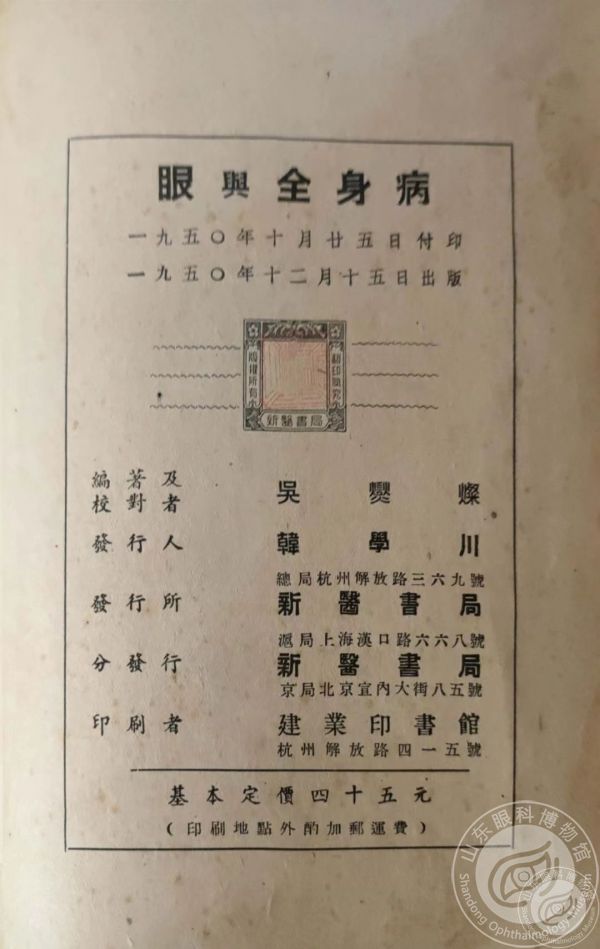 眼與全身病
一九五〇年十月廿五日付印
一九五〇年十二月十五日出版
版權所有
翻印必究
新醫書局
編著及
校對者
吳燮燦
發行人
韓學川
總局杭州解放路三六九號
發行所
新醫書局
滬局上海漢口路六六八號
分發行
新醫書局
京局北京宣內大街八五號
印刷者
建業印書館
杭州解放路四一五號
基本定價四十五元
(印刷地點外酌加郵運費)
山东眼科博物馆
Shandong Ophthalmology Museum